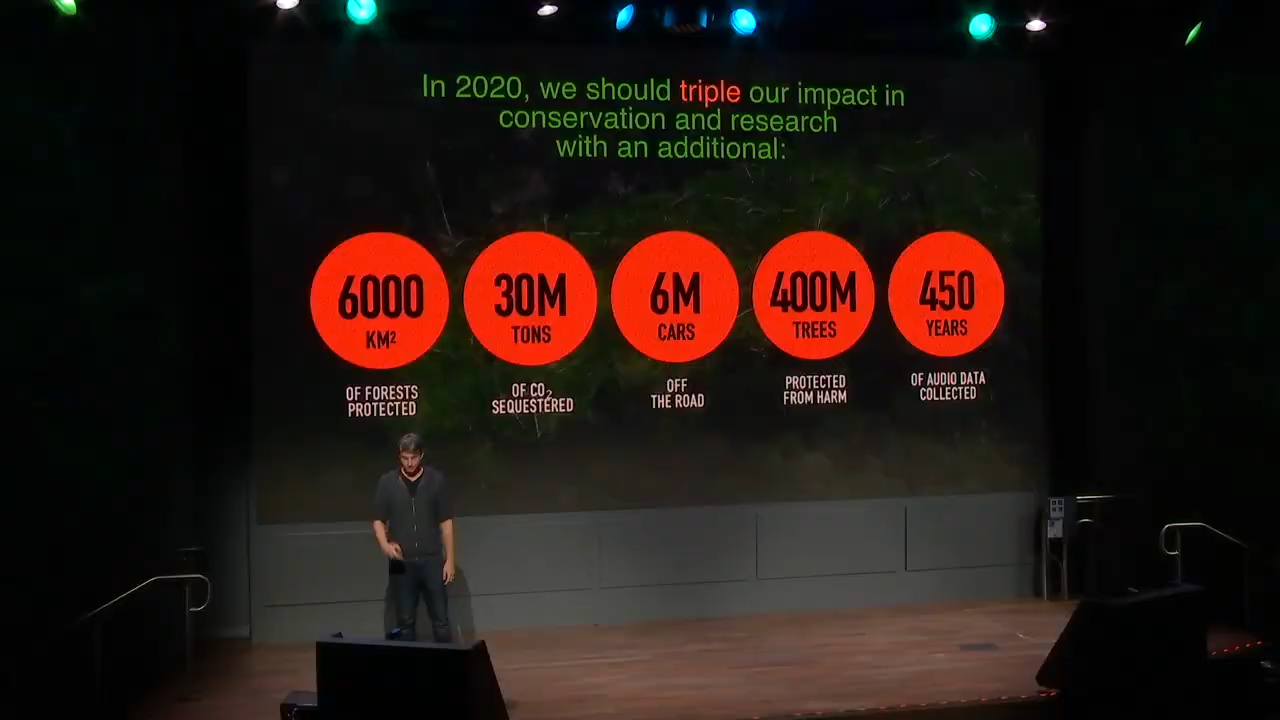 In 2020, we should triple our impact in
conservation and research
with an additional:
6000
KM²
OF FORESTS
PROTECTED
30M
TONS
OF CO₂
SEQUESTERED
6M
CARS
OFF
THE ROAD
400M
TREES
PROTECTED
FROM HARM
450
YEARS
OF AUDIO DATA
COLLECTED